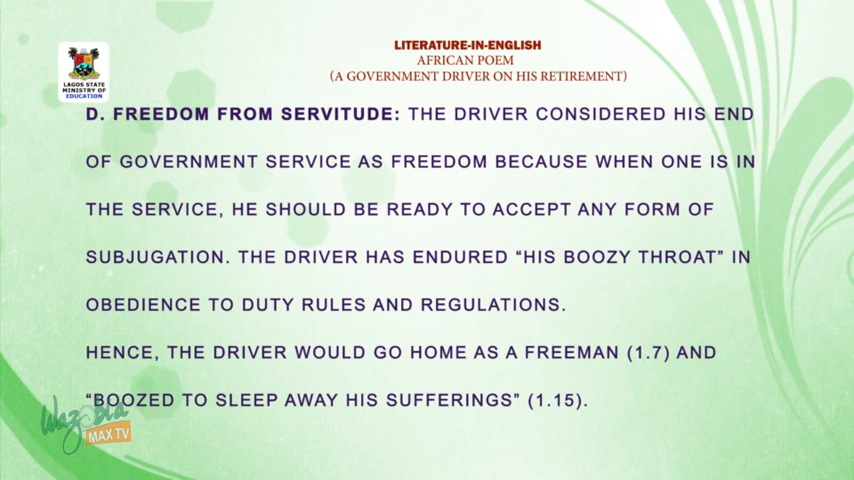 LITERATURE-IN-ENGLISH
AFRICAN POEM
(A GOVERNMENT DRIVER ON HIS RETIREMENT)
LAGOS STATE
MINISTRY OF
EDUCATION
D. FREEDOM FROM SERVITUDE: THE DRIVER CONSIDERED HIS END
OF GOVERNMENT SERVICE AS FREEDOM BECAUSE WHEN ONE IS IN
THE SERVICE, HE SHOULD BE READY TO ACCEPT ANY FORM OF
SUBJUGATION. THE DRIVER HAS ENDURED “HIS BOOZY THROAT” IN
OBEDIENCE TO DUTY RULES AND REGULATIONS.
HENCE, THE DRIVER WOULD GO HOME AS A FREEMAN (1.7) AND
“BOOZED TO SLEEP AWAY HIS SUFFERINGS” (1.15).
Wazobia
MAX TV